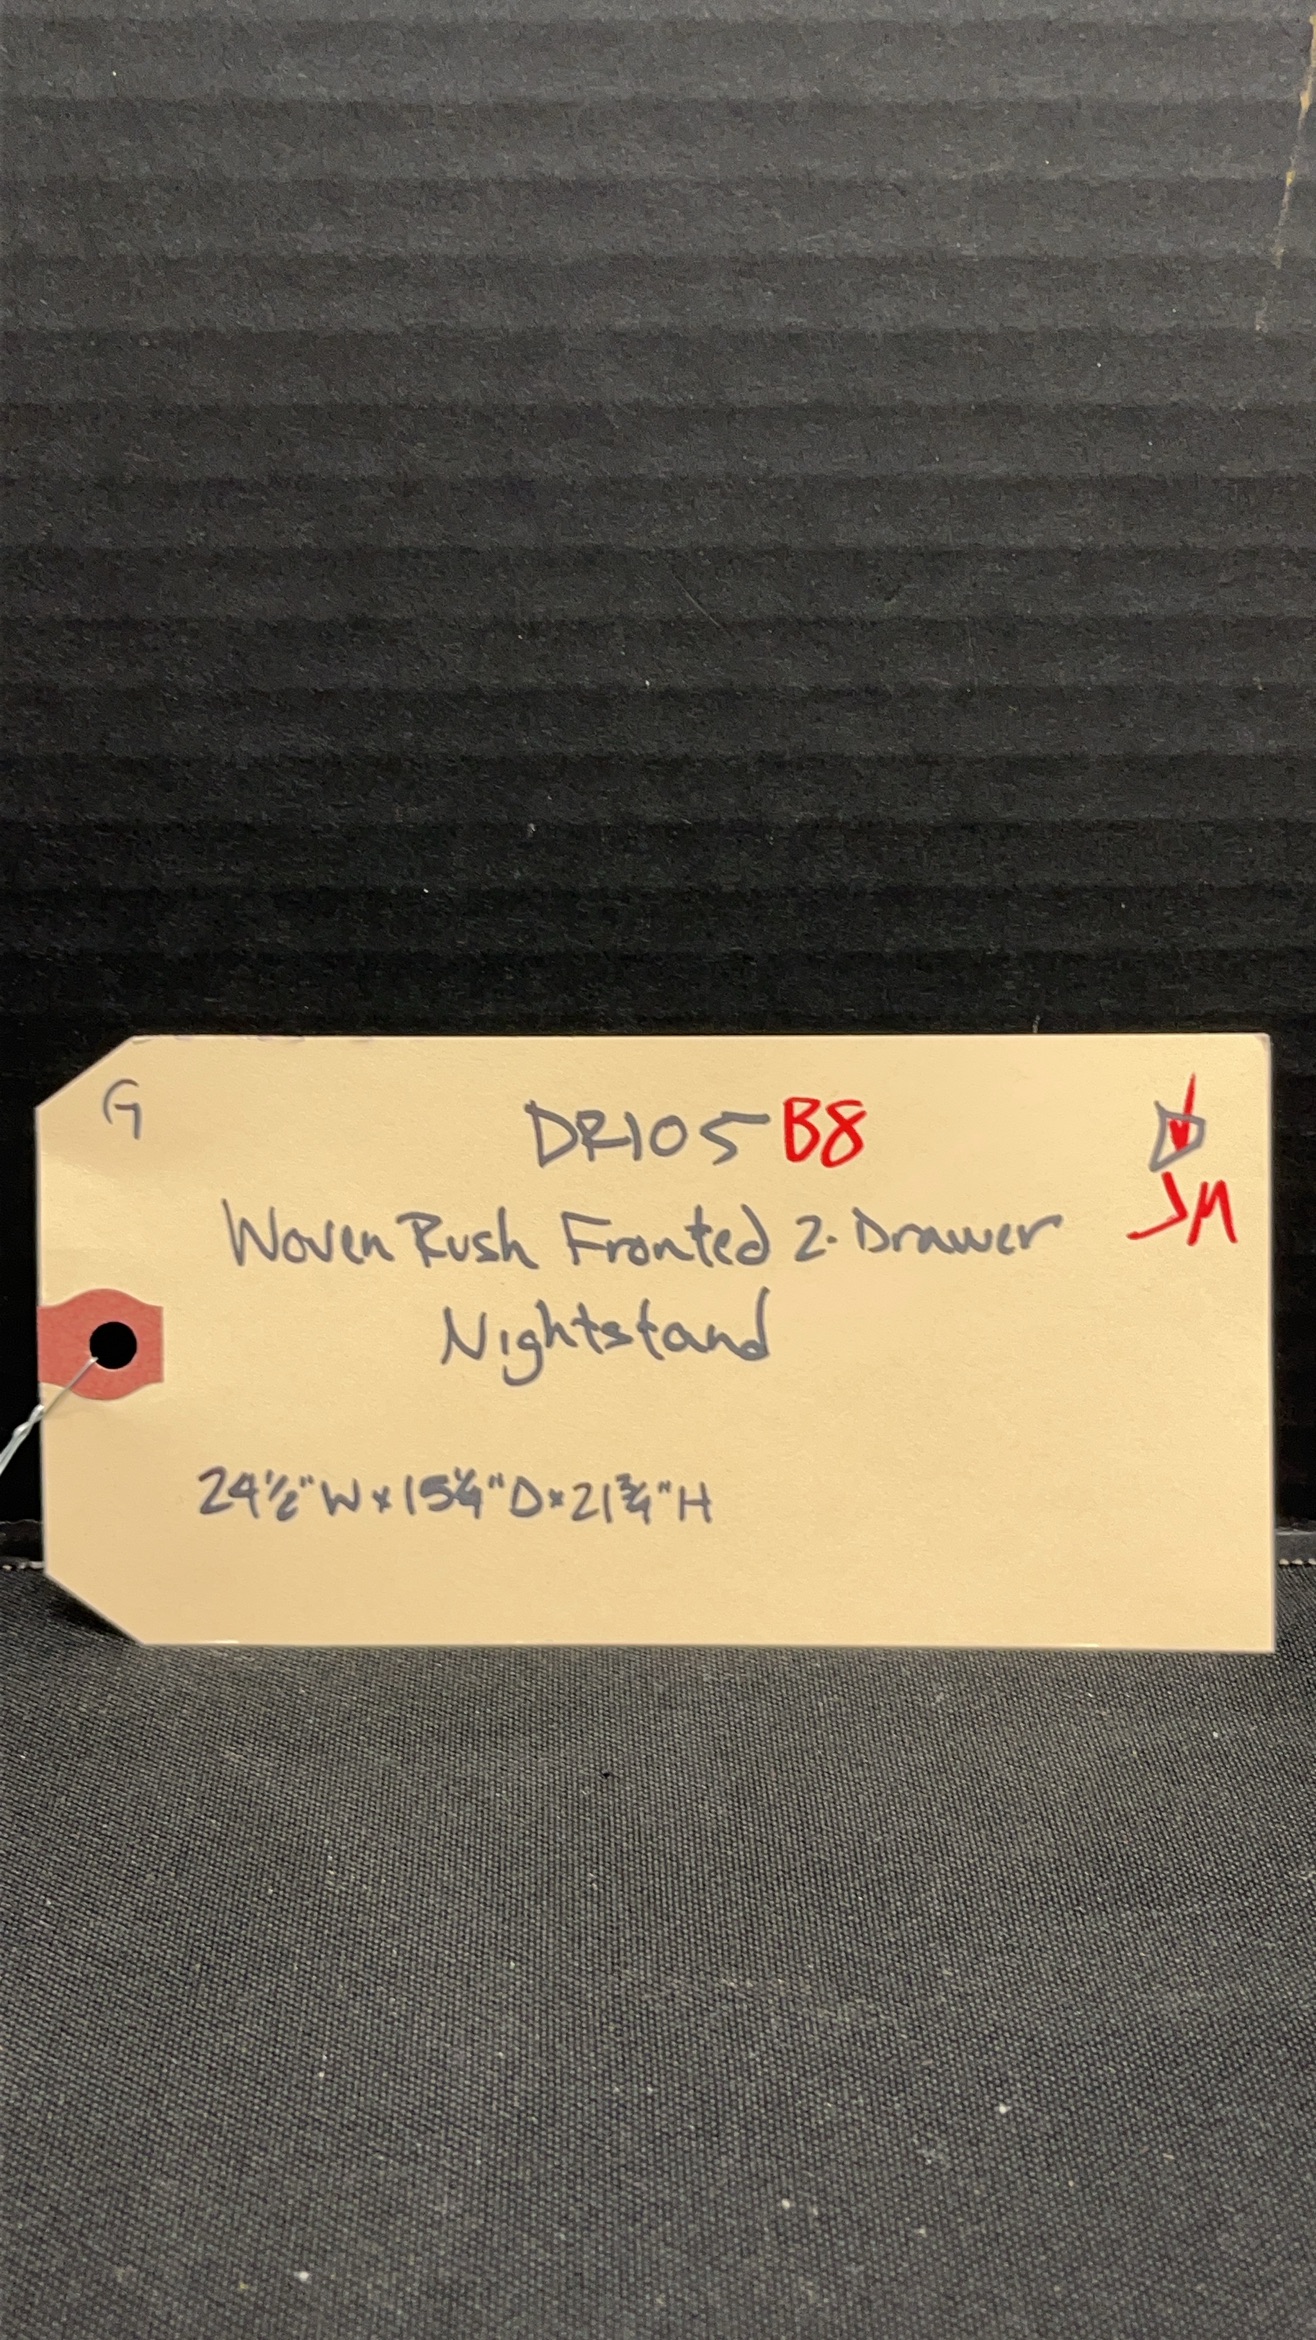 G
DR105 B8
JM
Woven Rush Fronted 2-Drawer
Nightstand
24½"W x 15¼"D x 21¾"H